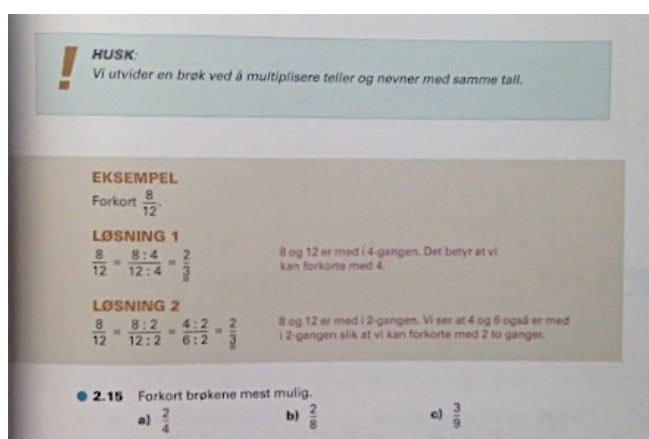 !
HUSK:
Vi utvider en brøk ved å multiplisere teller og nevner med samme tall.
EKSEMPEL
Forkort 8/12.
LØSNING 1
8/12 = 8 : 4/12 : 4 = 2/3
8 og 12 er med i 4-gangen. Det betyr at vi
kan forkorte med 4.
LØSNING 2
8/12 = 8 : 2/12 : 2 = 4 : 2/6 : 2 = 2/3
8 og 12 er med i 2-gangen. Vi ser at 4 og 6 også er med
i 2-gangen slik at vi kan forkorte med 2 to ganger.
2.15 Forkort brøkene mest mulig.
a) 2/4 b) 2/8 c) 3/9